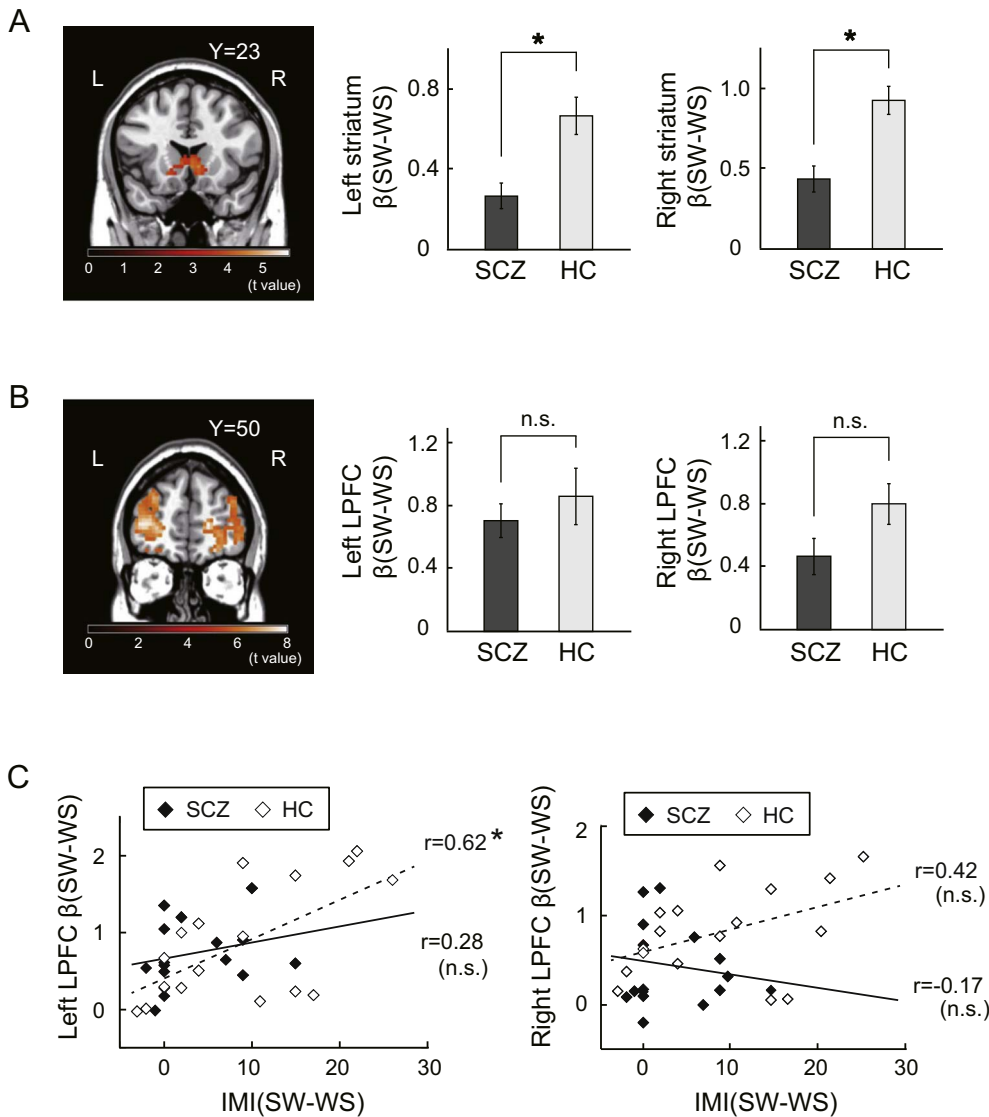 A
Y=23
L R
0 1 2 3 4 5
(t value)
Left striatum
β(SW-WS)
0.8
0.4
0
*
SCZ HC
Right striatum
β(SW-WS)
1.0
0.5
0
*
SCZ HC
B
Y=50
L R
0 2 4 6 8
(t value)
Left LPFC
β(SW-WS)
1.2
0.8
0.4
0
n.s.
SCZ HC
Right LPFC
β(SW-WS)
1.2
0.8
0.4
0
n.s.
SCZ HC
C
Left LPFC β(SW-WS)
SCZ HC
2
1
0
r=0.62*
r=0.28
(n.s.)
0 10 20 30
IMI(SW-WS)
Right LPFC β(SW-WS)
SCZ HC
2
1
0
r=0.42
(n.s.)
r=-0.17
(n.s.)
0 10 20 30
IMI(SW-WS)